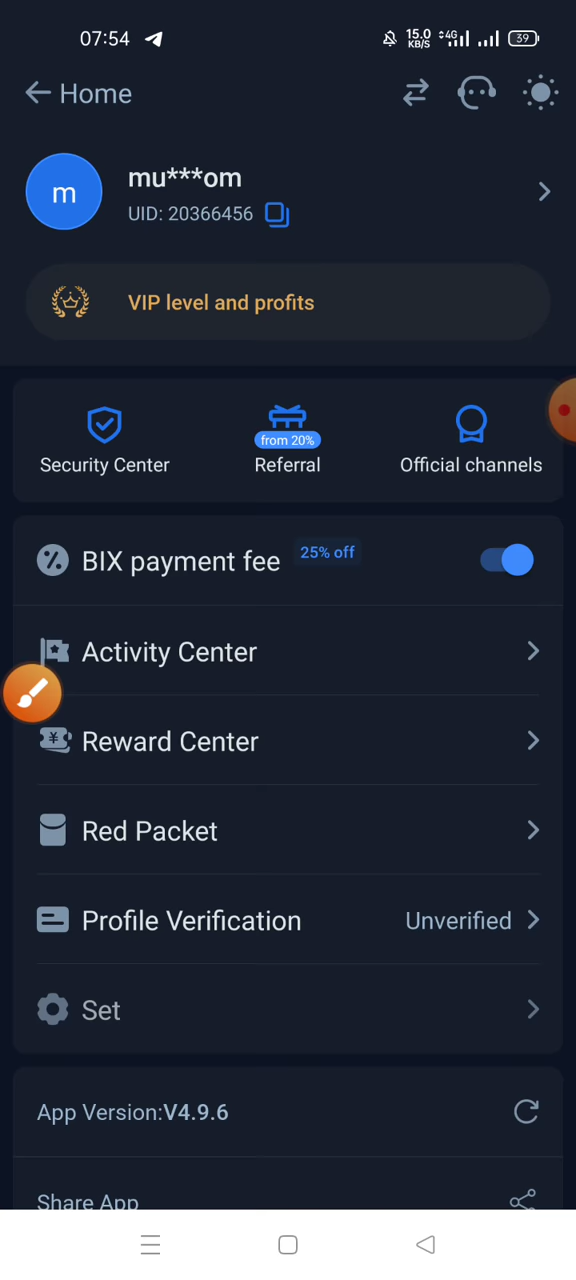 07:54
15.0
KB/S
4G
39
Home
m
mu***om
UID: 20366456
VIP level and profits
Security Center
from 20%
Referral
Official channels
BIX payment fee
25% off
Activity Center
¥
Reward Center
Red Packet
Profile Verification
Unverified
Set
App Version:V4.9.6
Share App